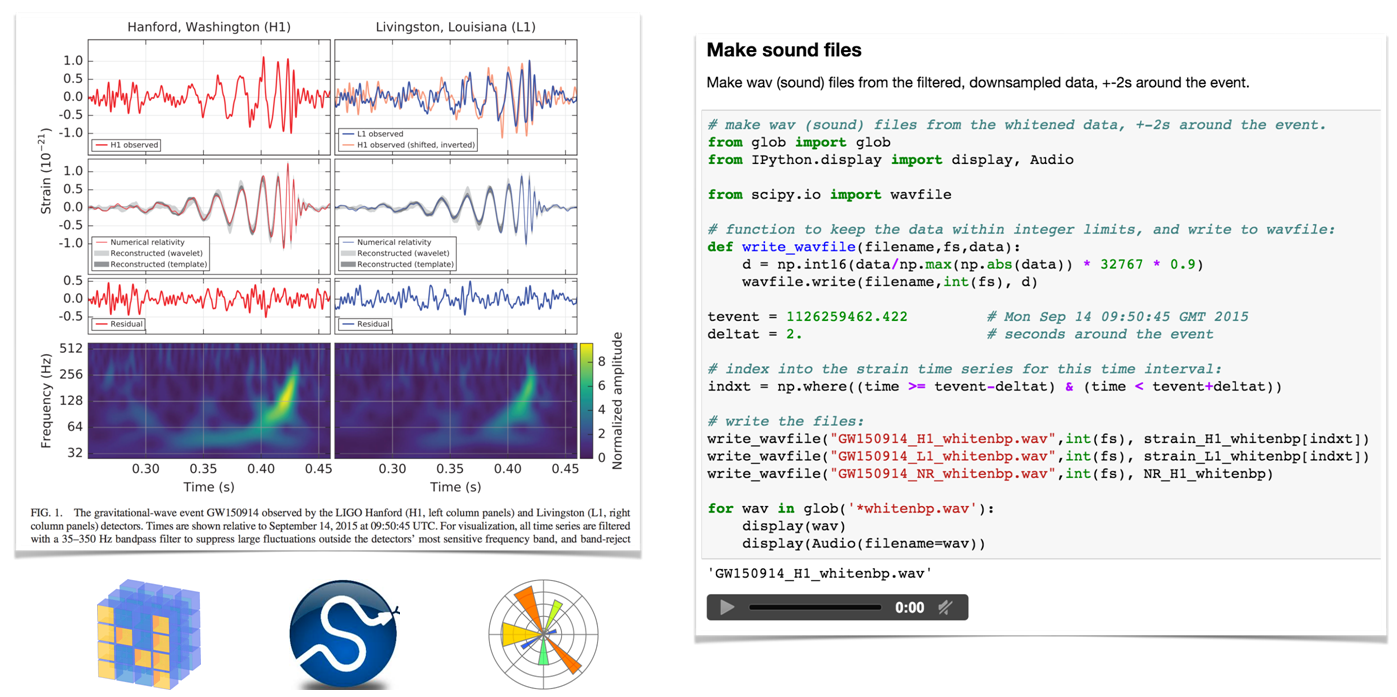 Hanford, Washington (H1)
Livingston, Louisiana (L1)
Strain (10⁻²¹)
1.0
0.5
0.0
-0.5
-1.0
H1 observed
L1 observed
H1 observed (shifted, inverted)
1.0
0.5
0.0
-0.5
-1.0
Numerical relativity
Reconstructed (wavelet)
Reconstructed (template)
Numerical relativity
Reconstructed (wavelet)
Reconstructed (template)
0.5
0.0
-0.5
Residual
Residual
Frequency (Hz)
512
256
128
64
32
Normalized amplitude
8
6
4
2
0
0.30 0.35 0.40 0.45
0.30 0.35 0.40 0.45
Time (s)
Time (s)
FIG. 1. The gravitational-wave event GW150914 observed by the LIGO Hanford (H1, left column panels) and Livingston (L1, right
column panels) detectors. Times are shown relative to September 14, 2015 at 09:50:45 UTC. For visualization, all time series are filtered
with a 35–350 Hz bandpass filter to suppress large fluctuations outside the detectors' most sensitive frequency band, and band-reject
Make sound files
Make wav (sound) files from the filtered, downsampled data, +-2s around the event.
# make wav (sound) files from the whitened data, +-2s around the event.
from glob import glob
from IPython.display import display, Audio
from scipy.io import wavfile
# function to keep the data within integer limits, and write to wavfile:
def write_wavfile(filename,fs,data):
    d = np.int16(data/np.max(np.abs(data)) * 32767 * 0.9)
    wavfile.write(filename,int(fs), d)
tevent = 1126259462.422         # Mon Sep 14 09:50:45 GMT 2015
deltat = 2.                     # seconds around the event
# index into the strain time series for this time interval:
indxt = np.where((time >= tevent-deltat) & (time < tevent+deltat))
# write the files:
write_wavfile("GW150914_H1_whitenbp.wav",int(fs), strain_H1_whitenbp[indxt])
write_wavfile("GW150914_L1_whitenbp.wav",int(fs), strain_L1_whitenbp[indxt])
write_wavfile("GW150914_NR_whitenbp.wav",int(fs), NR_H1_whitenbp)
for wav in glob('*whitenbp.wav'):
    display(wav)
    display(Audio(filename=wav))
'GW150914_H1_whitenbp.wav'
0:00